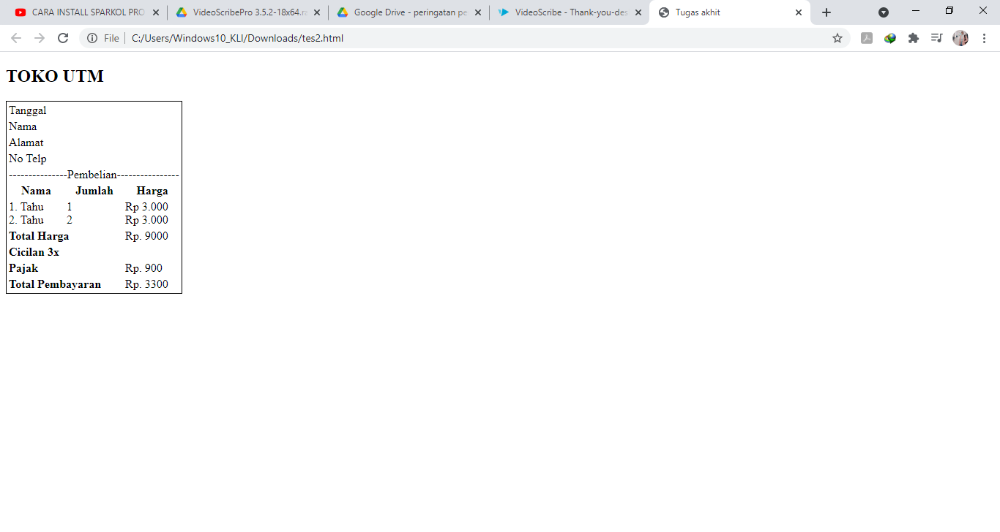 CARA INSTALL SPARKOL PRO
VideoScribePro 3.5.2-18x64.ra
Google Drive - peringatan pe
VideoScribe - Thank-you-des
Tugas akhit
File
C:/Users/Windows10_KLI/Downloads/tes2.html
TOKO UTM
Tanggal
Nama
Alamat
No Telp
---------------Pembelian----------------
Nama Jumlah Harga
1. Tahu 1 Rp 3.000
2. Tahu 2 Rp 3.000
Total Harga Rp. 9000
Cicilan 3x
Pajak Rp. 900
Total Pembayaran Rp. 3300